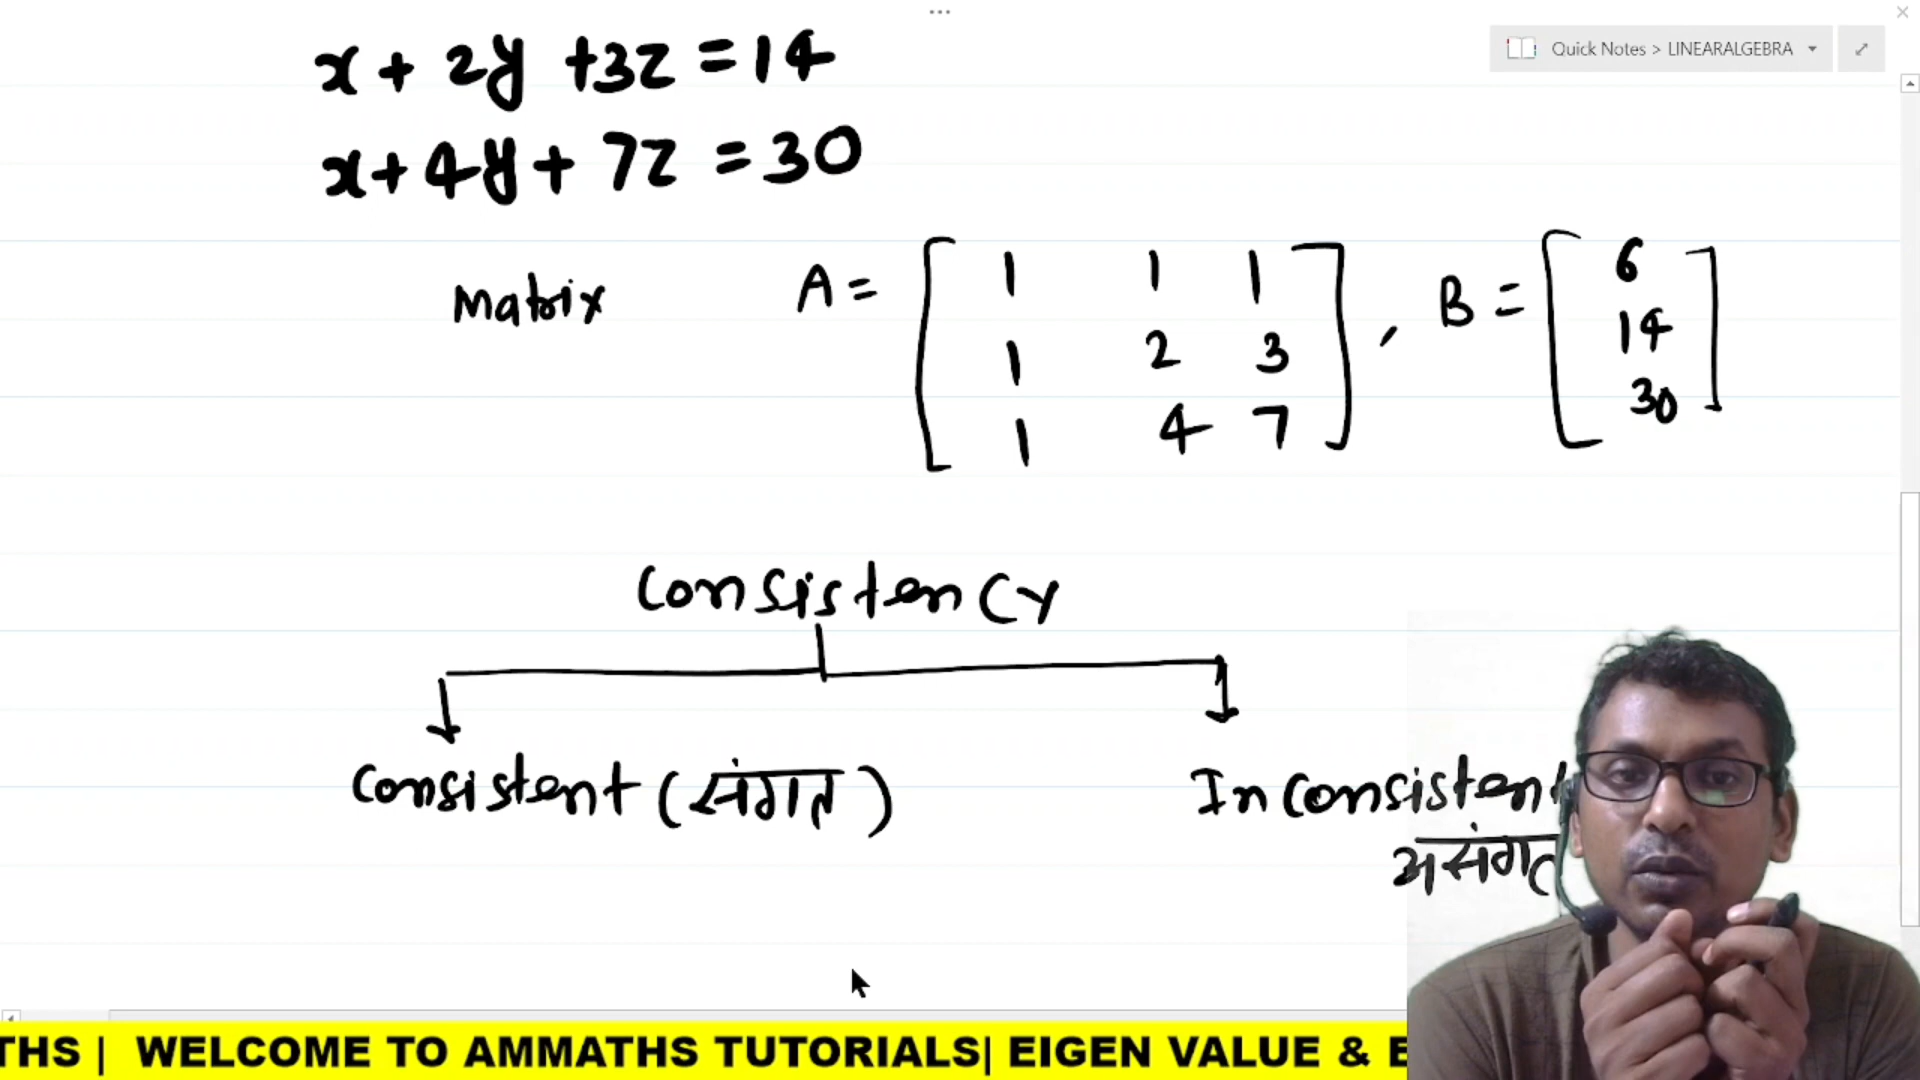 Quick Notes > LINEARALGEBRA
x + 2y + 3z = 14
x + 4y + 7z = 30
Matrix A = [ 1 1 1 , B = [ 6
1 2 3 14
1 4 7 ] 30 ]
Consistency
Consistent (संगत) Inconsistent
असंगत
THS | WELCOME TO AMMATHS TUTORIALS| EIGEN VALUE & E